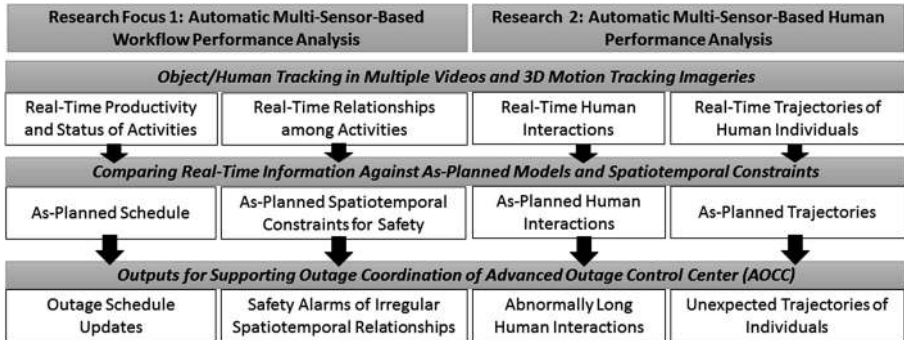 Research Focus 1: Automatic Multi-Sensor-Based
Workflow Performance Analysis
Research 2: Automatic Multi-Sensor-Based Human
Performance Analysis
Object/Human Tracking in Multiple Videos and 3D Motion Tracking Imageries
Real-Time Productivity
and Status of Activities
Real-Time Relationships
among Activities
Real-Time Human
Interactions
Real-Time Trajectories of
Human Individuals
Comparing Real-Time Information Against As-Planned Models and Spatiotemporal Constraints
As-Planned Schedule
As-Planned Spatiotemporal
Constraints for Safety
As-Planned Human
Interactions
As-Planned Trajectories
Outputs for Supporting Outage Coordination of Advanced Outage Control Center (AOCC)
Outage Schedule
Updates
Safety Alarms of Irregular
Spatiotemporal Relationships
Abnormally Long
Human Interactions
Unexpected Trajectories of
Individuals